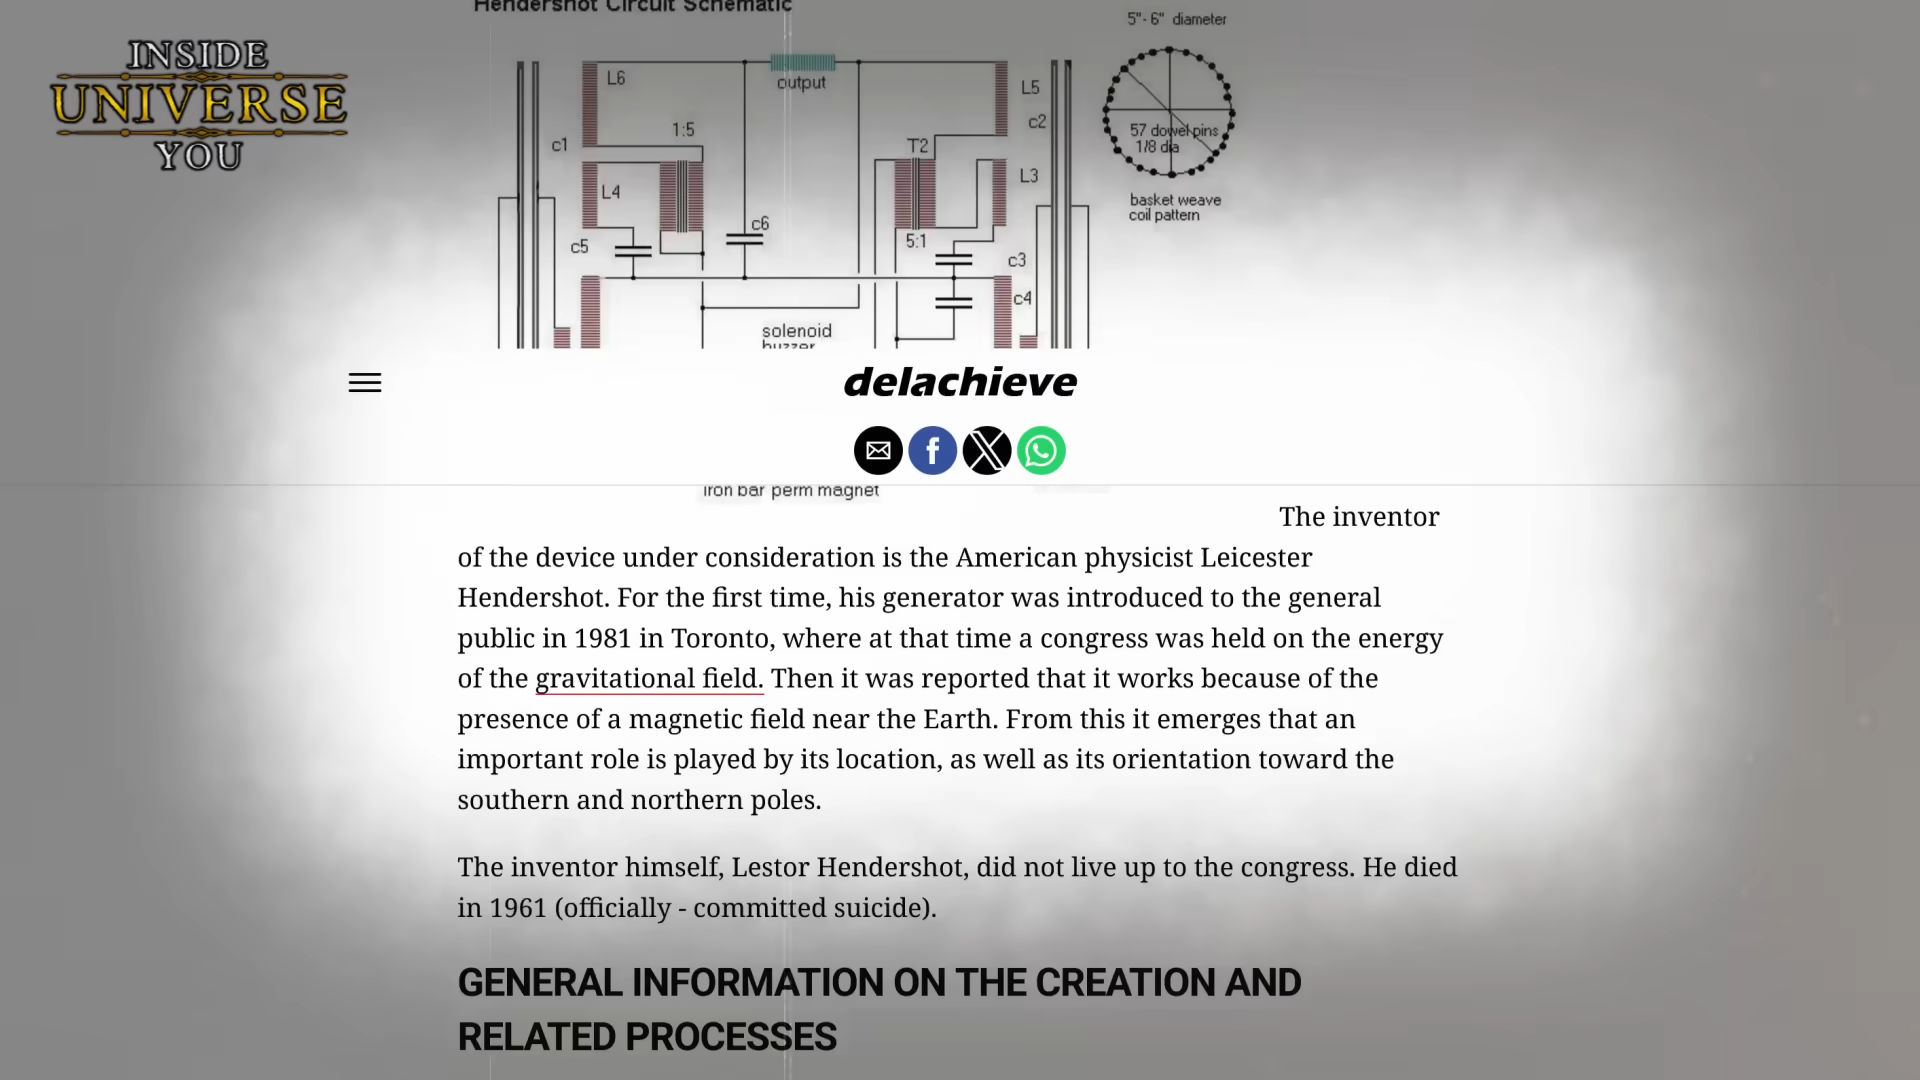 Hendershot Circuit Schematic
5"- 6" diameter
INSIDE
UNIVERSE
YOU
L6
output
L5
c2
1:5
57 dowel pins
1/8 dia
c1
T2
L4
L3
basket weave
coil pattern
c6
c5
5:1
c3
c4
solenoid
buzzer
delachieve
iron bar perm magnet
The inventor
of the device under consideration is the American physicist Leicester
Hendershot. For the first time, his generator was introduced to the general
public in 1981 in Toronto, where at that time a congress was held on the energy
of the gravitational field. Then it was reported that it works because of the
presence of a magnetic field near the Earth. From this it emerges that an
important role is played by its location, as well as its orientation toward the
southern and northern poles.
The inventor himself, Lestor Hendershot, did not live up to the congress. He died
in 1961 (officially - committed suicide).
GENERAL INFORMATION ON THE CREATION AND
RELATED PROCESSES